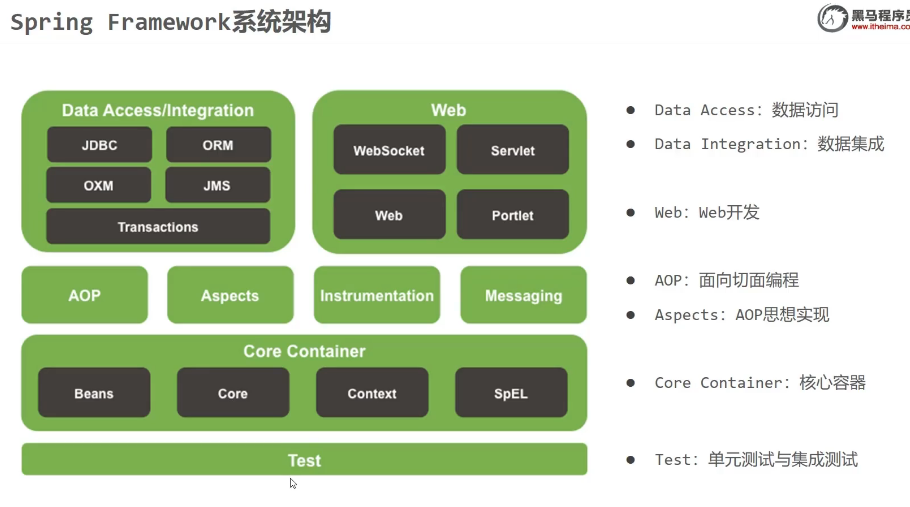 Spring Framework系统架构
黑马程序员
www.itheima.co
Data Access/Integration
JDBC
ORM
OXM
JMS
Transactions
Web
WebSocket
Servlet
Web
Portlet
AOP
Aspects
Instrumentation
Messaging
Core Container
Beans
Core
Context
SpEL
Test
● Data Access：数据访问
● Data Integration：数据集成
● Web：Web开发
● AOP：面向切面编程
● Aspects：AOP思想实现
● Core Container：核心容器
● Test：单元测试与集成测试